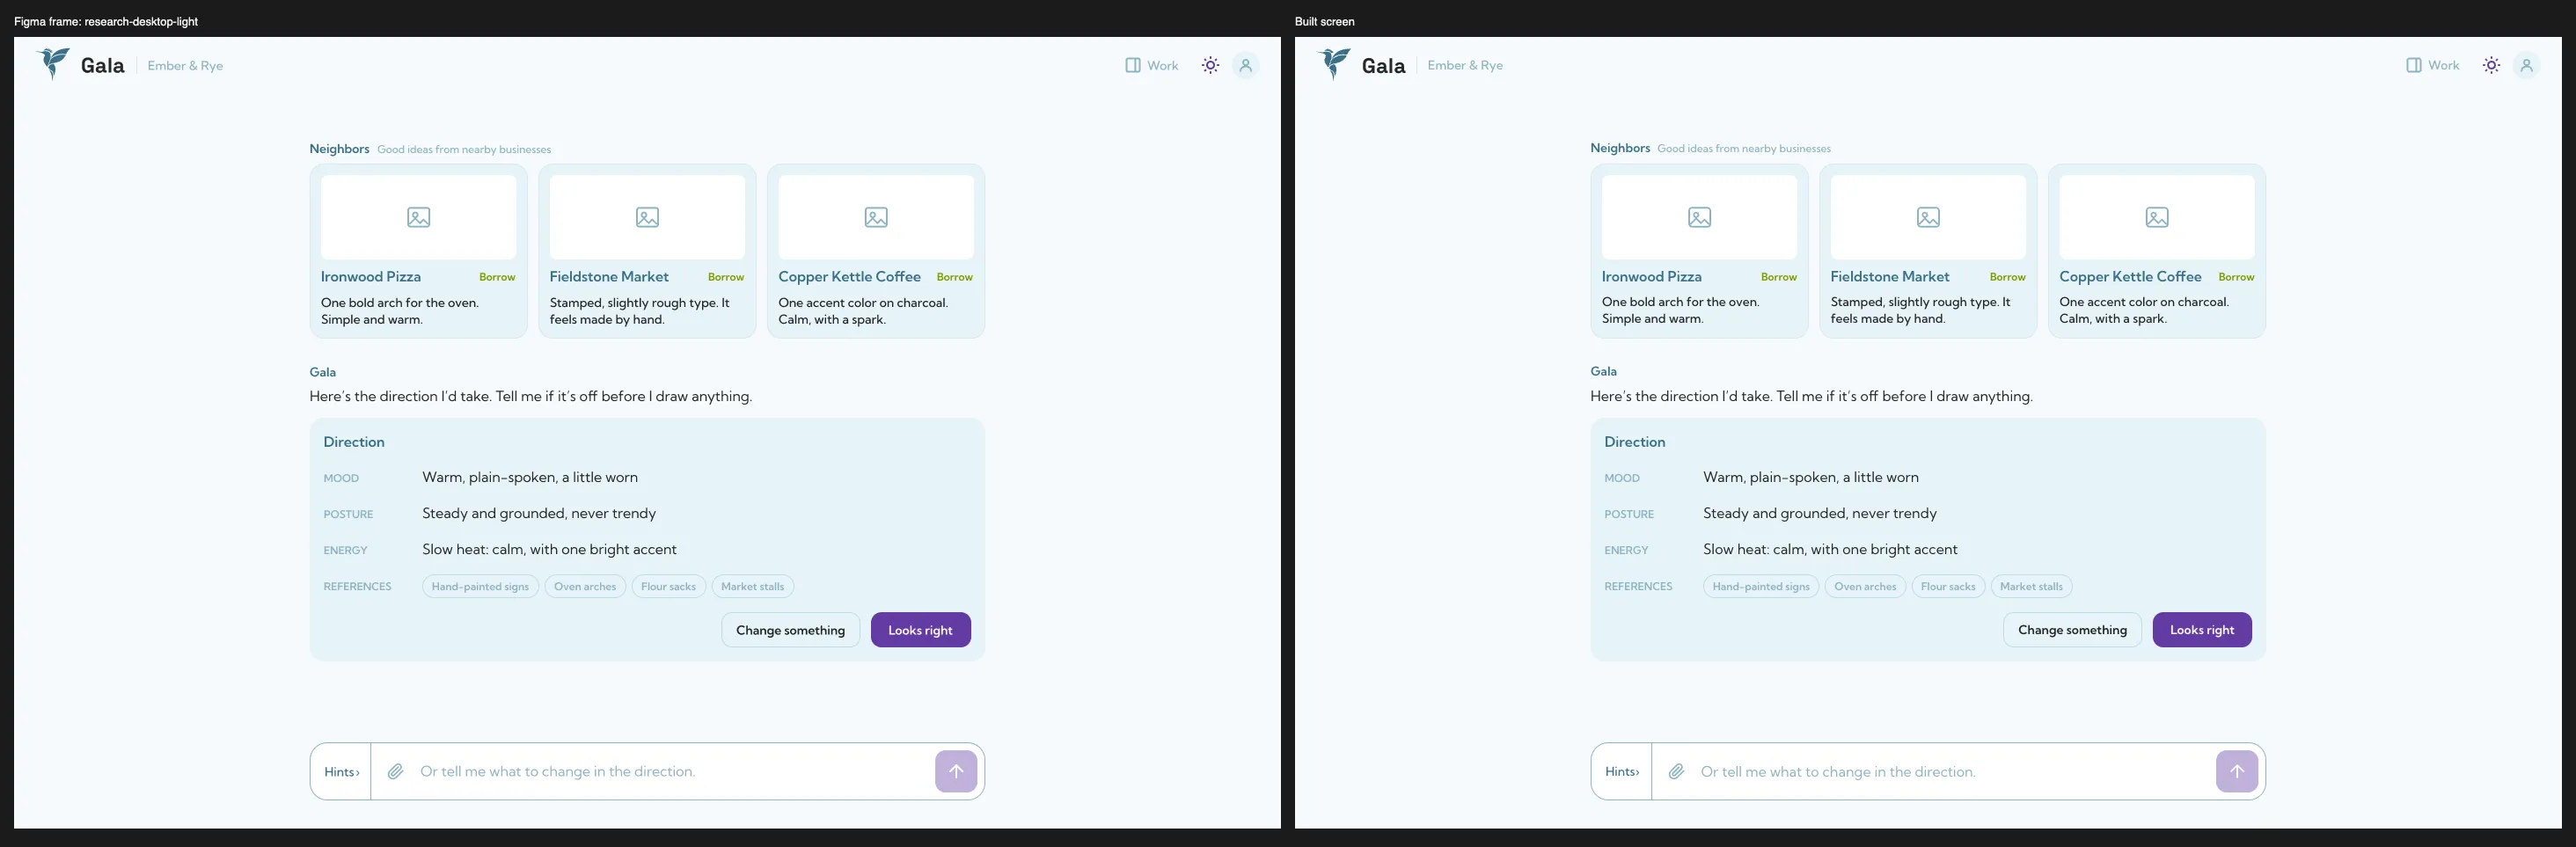 Figma frame: research-desktop-light
Gala
Ember & Rye
Work
Neighbors Good ideas from nearby businesses
Ironwood Pizza
Borrow
One bold arch for the oven.
Simple and warm.
Fieldstone Market
Borrow
Stamped, slightly rough type. It
feels made by hand.
Copper Kettle Coffee
Borrow
One accent color on charcoal.
Calm, with a spark.
Gala
Here’s the direction I’d take. Tell me if it’s off before I draw anything.
Direction
MOOD Warm, plain-spoken, a little worn
POSTURE Steady and grounded, never trendy
ENERGY Slow heat: calm, with one bright accent
REFERENCES Hand-painted signs Oven arches Flour sacks Market stalls
Change something Looks right
Hints› Or tell me what to change in the direction.
Built screen
Gala
Ember & Rye
Work
Neighbors Good ideas from nearby businesses
Ironwood Pizza
Borrow
One bold arch for the oven.
Simple and warm.
Fieldstone Market
Borrow
Stamped, slightly rough type. It
feels made by hand.
Copper Kettle Coffee
Borrow
One accent color on charcoal.
Calm, with a spark.
Gala
Here’s the direction I’d take. Tell me if it’s off before I draw anything.
Direction
MOOD Warm, plain-spoken, a little worn
POSTURE Steady and grounded, never trendy
ENERGY Slow heat: calm, with one bright accent
REFERENCES Hand-painted signs Oven arches Flour sacks Market stalls
Change something Looks right
Hints› Or tell me what to change in the direction.